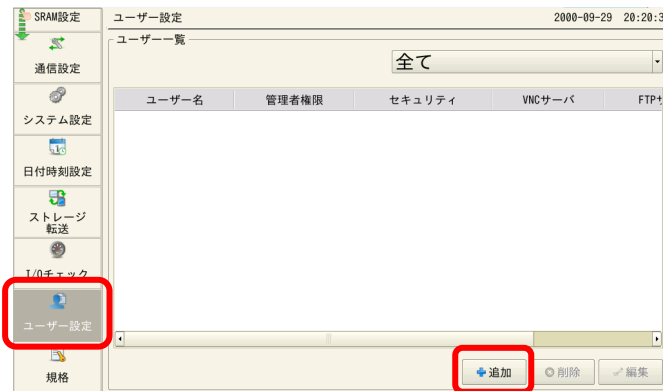 SRAM設定
ユーザー設定
2000-09-29 20:20:3
ユーザー一覧
通信設定
全て
ユーザー名 管理者権限 セキュリティ VNCサーバ FTPサ
システム設定
日付時刻設定
ストレージ
転送
I/Oチェック
ユーザー設定
規格
追加 削除 編集